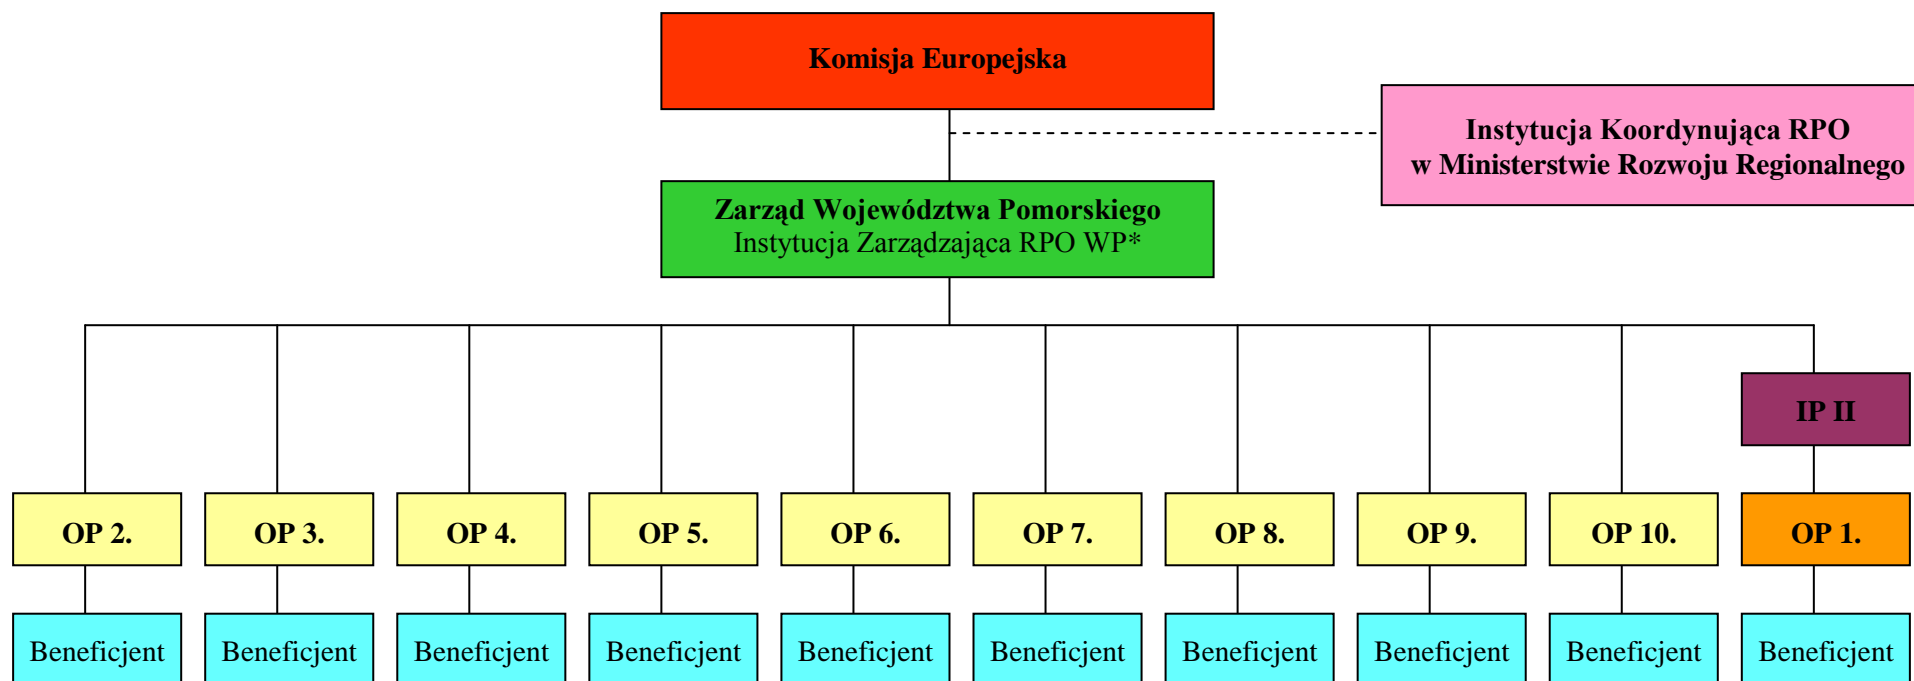 Komisja Europejska
Instytucja Koordynująca RPO
w Ministerstwie Rozwoju Regionalnego
Zarząd Województwa Pomorskiego
Instytucja Zarządzająca RPO WP*
IP II
OP 2.
OP 3.
OP 4.
OP 5.
OP 6.
OP 7.
OP 8.
OP 9.
OP 10.
OP 1.
Beneficjent
Beneficjent
Beneficjent
Beneficjent
Beneficjent
Beneficjent
Beneficjent
Beneficjent
Beneficjent
Beneficjent